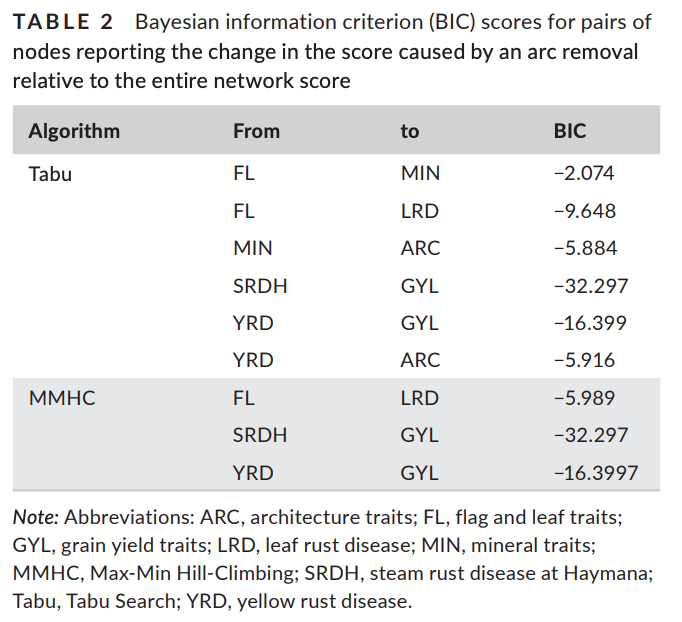 TABLE 2 Bayesian information criterion (BIC) scores for pairs of
nodes reporting the change in the score caused by an arc removal
relative to the entire network score
Algorithm From to BIC
Tabu FL MIN −2.074
FL LRD −9.648
MIN ARC −5.884
SRDH GYL −32.297
YRD GYL −16.399
YRD ARC −5.916
MMHC FL LRD −5.989
SRDH GYL −32.297
YRD GYL −16.3997
Note: Abbreviations: ARC, architecture traits; FL, flag and leaf traits;
GYL, grain yield traits; LRD, leaf rust disease; MIN, mineral traits;
MMHC, Max-Min Hill-Climbing; SRDH, steam rust disease at Haymana;
Tabu, Tabu Search; YRD, yellow rust disease.